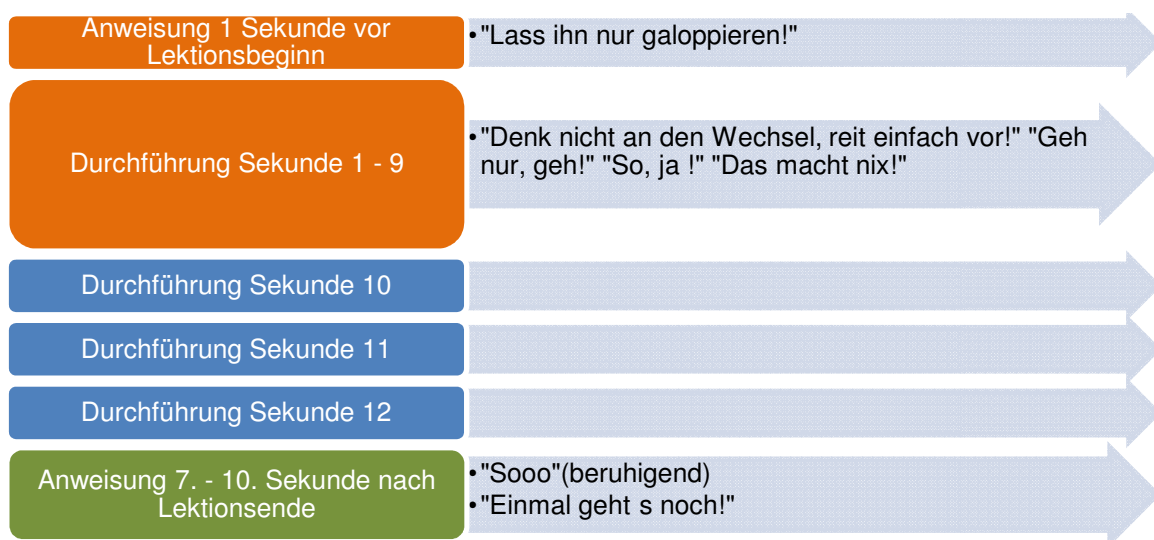 Anweisung 1 Sekunde vor
Lektionsbeginn
•"Lass ihn nur galoppieren!"
Durchführung Sekunde 1 - 9
•"Denk nicht an den Wechsel, reit einfach vor!" "Geh
nur, geh!" "So, ja !" "Das macht nix!"
Durchführung Sekunde 10
Durchführung Sekunde 11
Durchführung Sekunde 12
Anweisung 7. - 10. Sekunde nach
Lektionsende
•"Sooo"(beruhigend)
•"Einmal geht s noch!"